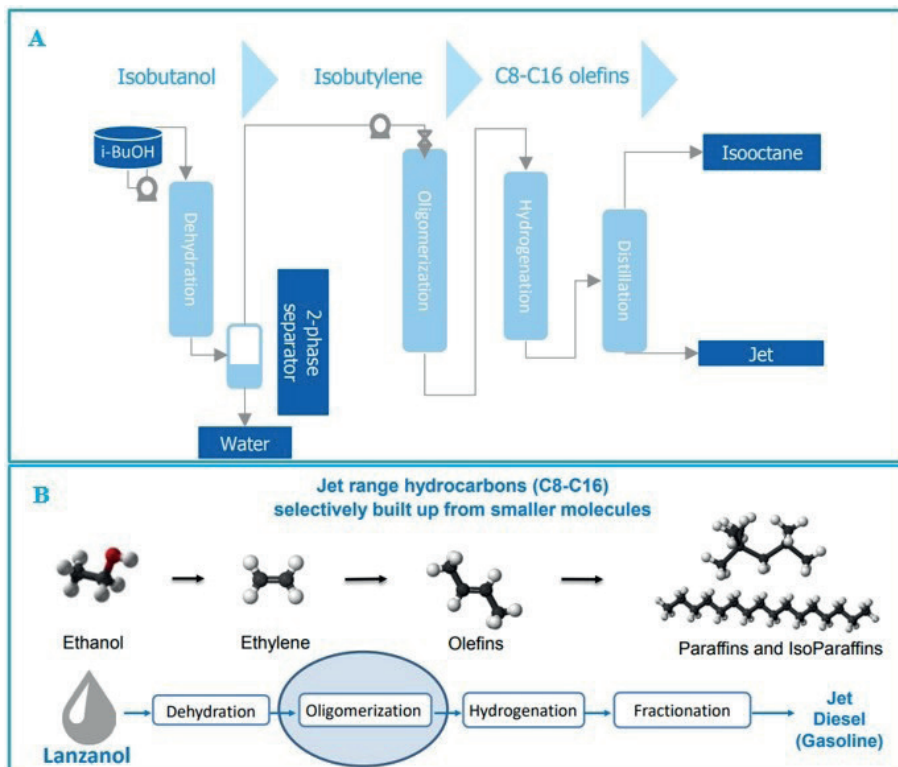 A
Isobutanol
Isobutylene
C8-C16 olefins
i-BuOH
Dehydration
2-phase
separator
Water
Oligomerization
Hydrogenation
Distillation
Isooctane
Jet
B
Jet range hydrocarbons (C8-C16)
selectively built up from smaller molecules
Ethanol
Ethylene
Olefins
Paraffins and IsoParaffins
Lanzanol
Dehydration
Oligomerization
Hydrogenation
Fractionation
Jet
Diesel
(Gasoline)